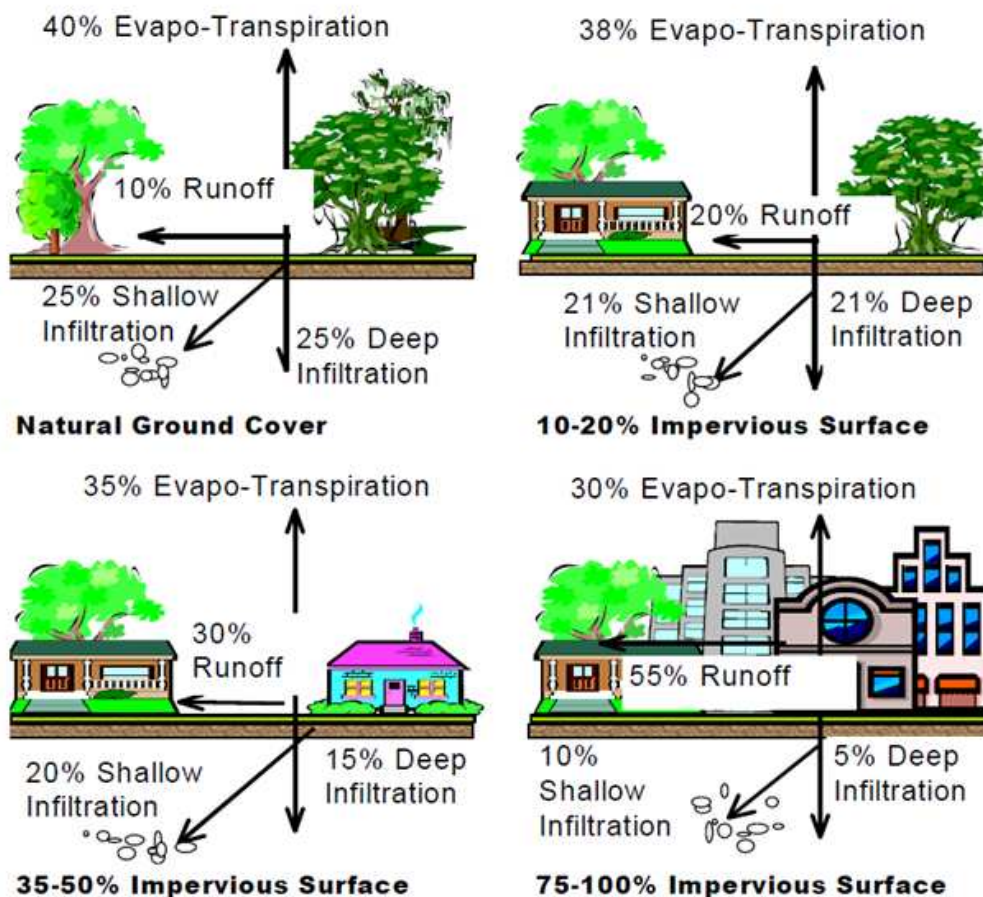 40% Evapo-Transpiration
10% Runoff
25% Shallow
Infiltration
25% Deep
Infiltration
Natural Ground Cover
38% Evapo-Transpiration
20% Runoff
21% Shallow
Infiltration
21% Deep
Infiltration
10-20% Impervious Surface
35% Evapo-Transpiration
30%
Runoff
20% Shallow
Infiltration
15% Deep
Infiltration
35-50% Impervious Surface
30% Evapo-Transpiration
55% Runoff
10%
Shallow
Infiltration
5% Deep
Infiltration
75-100% Impervious Surface